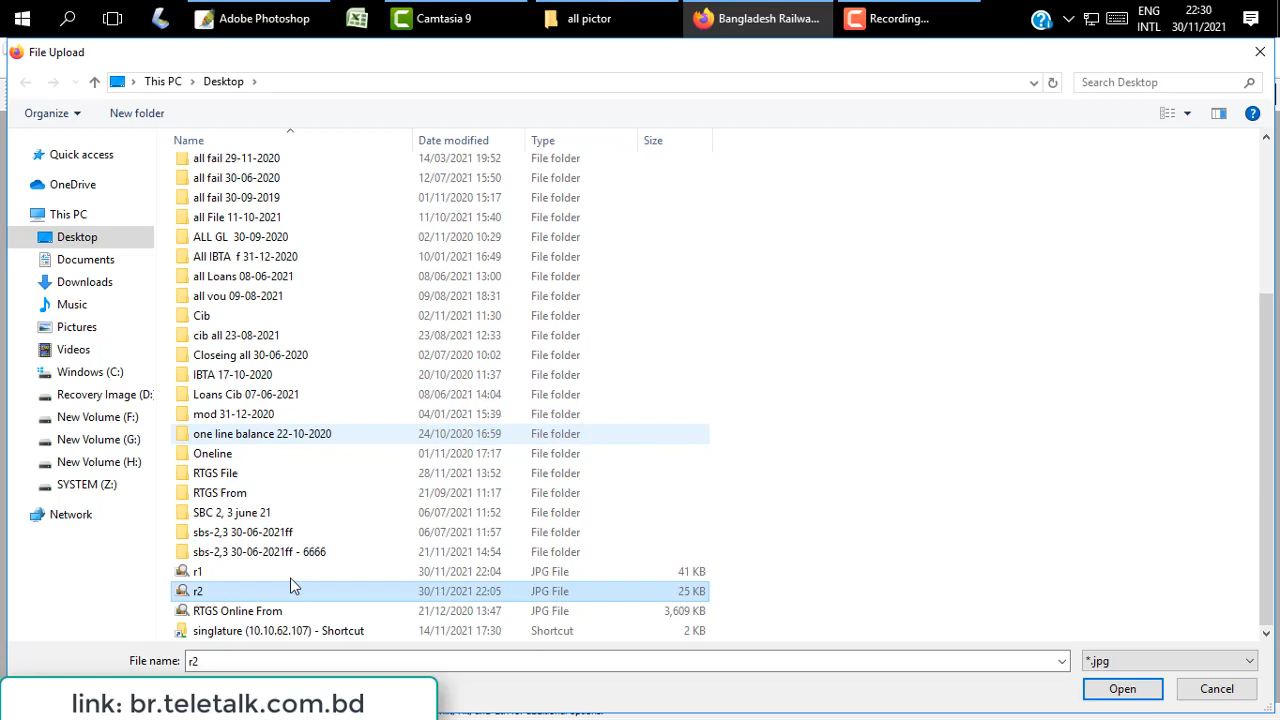 Adobe Photoshop
Camtasia 9
all pictor
Bangladesh Railwa...
Recording...
ENG 22:30
INTL 30/11/2021
File Upload
This PC Desktop
Search Desktop
Organize New folder
Name Date modified Type Size
Quick access
OneDrive
This PC
Desktop
Documents
Downloads
Music
Pictures
Videos
Windows (C:)
Recovery Image (D:
New Volume (F:)
New Volume (G:)
New Volume (H:)
SYSTEM (Z:)
Network
all fail 29-11-2020 14/03/2021 19:52 File folder
all fail 30-06-2020 12/07/2021 15:50 File folder
all fail 30-09-2019 01/11/2020 15:17 File folder
all File 11-10-2021 11/10/2021 15:40 File folder
ALL GL 30-09-2020 02/11/2020 10:29 File folder
All IBTA f 31-12-2020 10/01/2021 16:49 File folder
all Loans 08-06-2021 08/06/2021 13:00 File folder
all vou 09-08-2021 09/08/2021 18:31 File folder
Cib 02/11/2021 11:30 File folder
cib all 23-08-2021 23/08/2021 12:33 File folder
Closeing all 30-06-2020 02/07/2020 10:02 File folder
IBTA 17-10-2020 20/10/2021 11:37 File folder
Loans Cib 07-06-2021 08/06/2021 14:04 File folder
mod 31-12-2020 04/01/2021 15:39 File folder
one line balance 22-10-2020 24/10/2020 16:59 File folder
Oneline 01/11/2020 17:17 File folder
RTGS File 28/11/2021 13:52 File folder
RTGS From 21/09/2021 11:17 File folder
SBC 2, 3 june 21 06/07/2021 11:52 File folder
sbs-2,3 30-06-2021ff 06/07/2021 11:57 File folder
sbs-2,3 30-06-2021ff - 6666 21/11/2021 14:54 File folder
r1 30/11/2021 22:04 JPG File 41 KB
r2 30/11/2021 22:05 JPG File 25 KB
RTGS Online From 21/12/2020 13:47 JPG File 3,609 KB
singlature (10.10.62.107) - Shortcut 14/11/2021 17:30 Shortcut 2 KB
File name: r2 *.jpg
Open Cancel
link: br.teletalk.com.bd